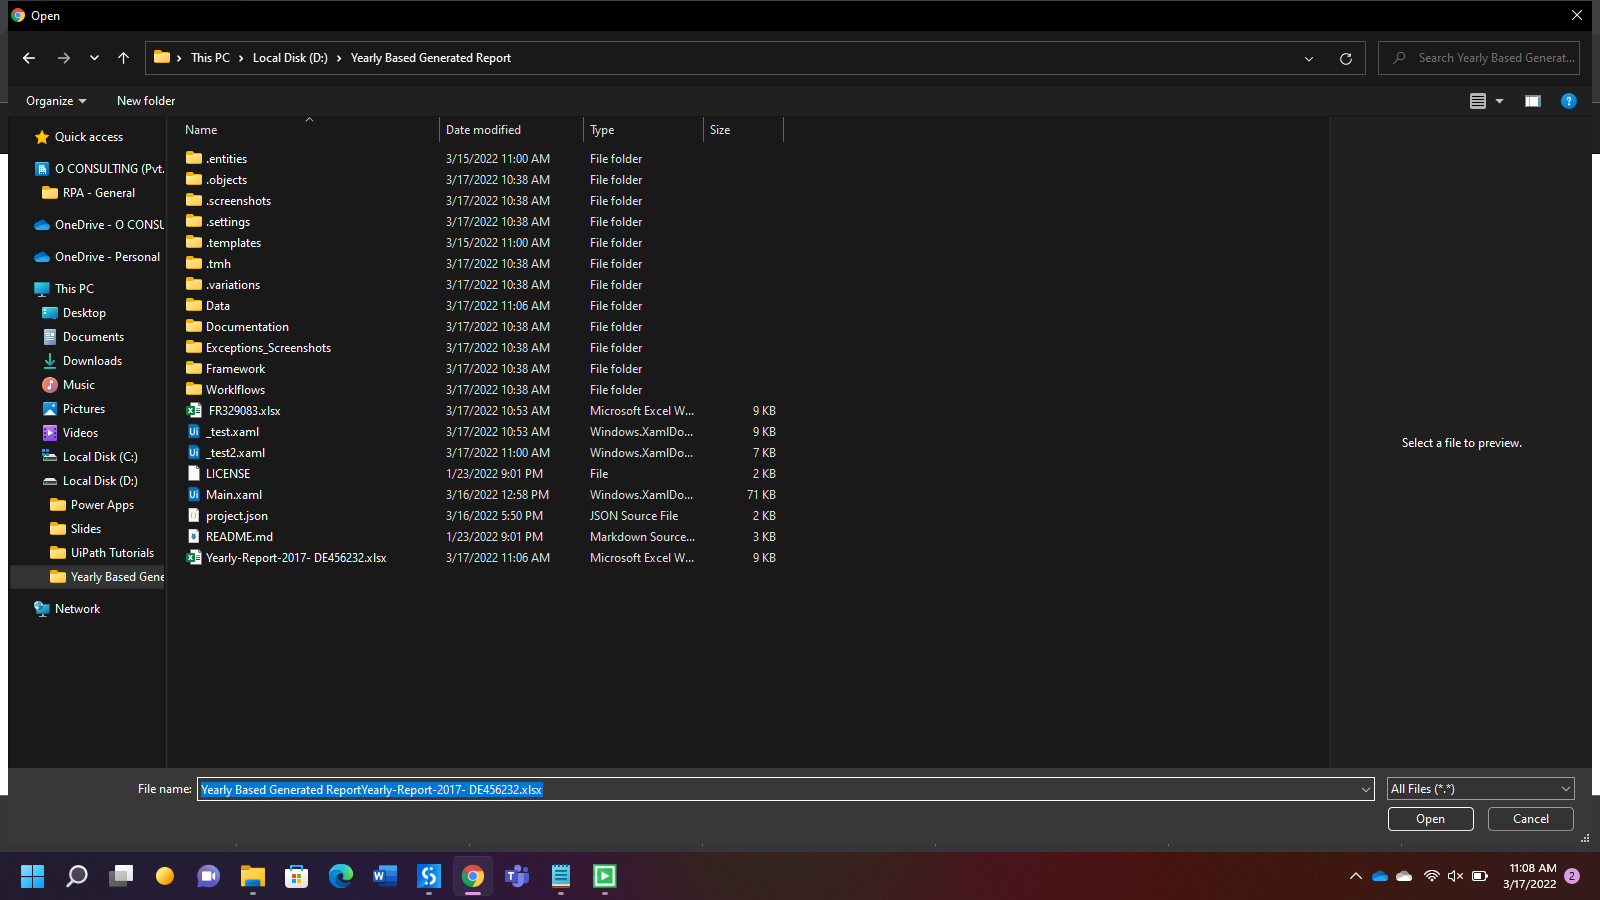 Open
This PC
Local Disk (D:)
Yearly Based Generated Report
Search Yearly Based Generat...
Organize
New folder
Name
Date modified
Type
Size
Quick access
O CONSULTING (Pvt.
RPA - General
OneDrive - O CONSU
OneDrive - Personal
This PC
Desktop
Documents
Downloads
Music
Pictures
Videos
Local Disk (C:)
Local Disk (D:)
Power Apps
Slides
UiPath Tutorials
Yearly Based Gene
Network
.entities 3/15/2022 11:00 AM File folder
.objects 3/17/2022 10:38 AM File folder
.screenshots 3/17/2022 10:38 AM File folder
.settings 3/17/2022 10:38 AM File folder
.templates 3/15/2022 11:00 AM File folder
.tmh 3/17/2022 10:38 AM File folder
.variations 3/17/2022 10:38 AM File folder
Data 3/17/2022 11:06 AM File folder
Documentation 3/17/2022 10:38 AM File folder
Exceptions_Screenshots 3/17/2022 10:38 AM File folder
Framework 3/17/2022 10:38 AM File folder
Worklflows 3/17/2022 10:38 AM File folder
FR329083.xlsx 3/17/2022 10:53 AM Microsoft Excel W... 9 KB
_test.xaml 3/17/2022 10:53 AM Windows.XamlDo... 9 KB
_test2.xaml 3/17/2022 11:00 AM Windows.XamlDo... 7 KB
LICENSE 1/23/2022 9:01 PM File 2 KB
Main.xaml 3/16/2022 12:58 PM Windows.XamlDo... 71 KB
project.json 3/16/2022 5:50 PM JSON Source File 2 KB
README.md 1/23/2022 9:01 PM Markdown Source... 3 KB
Yearly-Report-2017- DE456232.xlsx 3/17/2022 11:06 AM Microsoft Excel W... 9 KB
Select a file to preview.
File name: Yearly Based Generated ReportYearly-Report-2017- DE456232.xlsx
All Files (*.*)
Open
Cancel
11:08 AM
3/17/2022
2